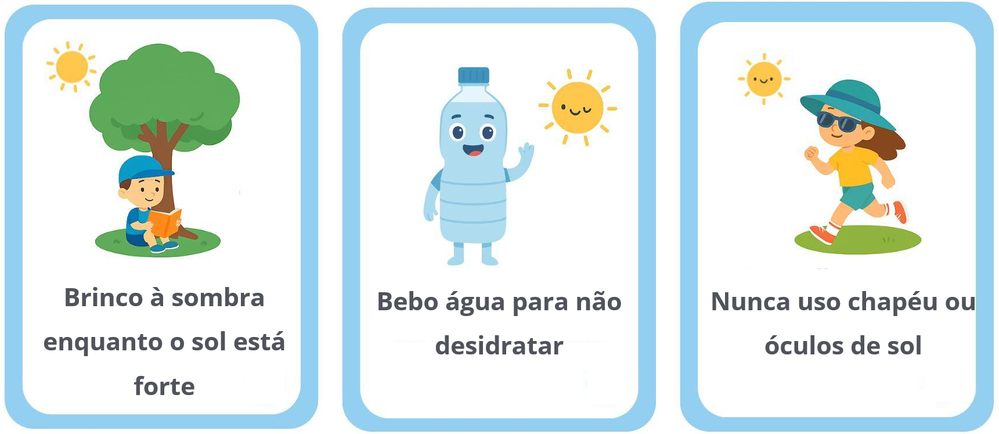 Brinco à sombra
enquanto o sol está
forte
Bebo água para não
desidratar
Nunca uso chapéu ou
óculos de sol